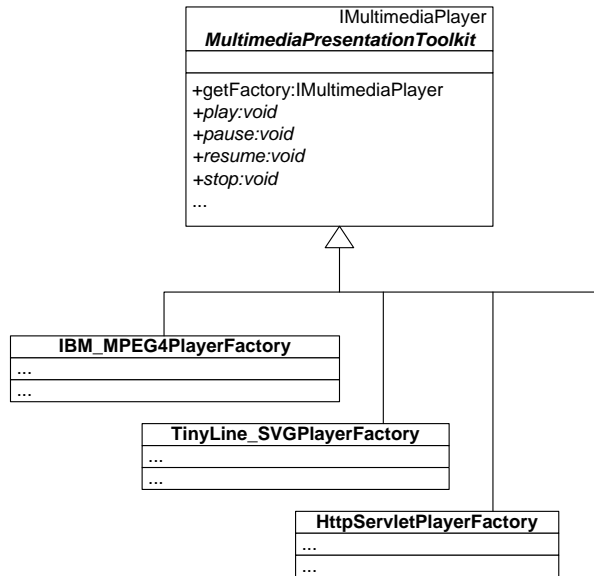 IMultimediaPlayer
MultimediaPresentationToolkit
+getFactory:IMultimediaPlayer
+play:void
+pause:void
+resume:void
+stop:void
...
IBM_MPEG4PlayerFactory
...
...
TinyLine_SVGPlayerFactory
...
...
HttpServletPlayerFactory
...
...